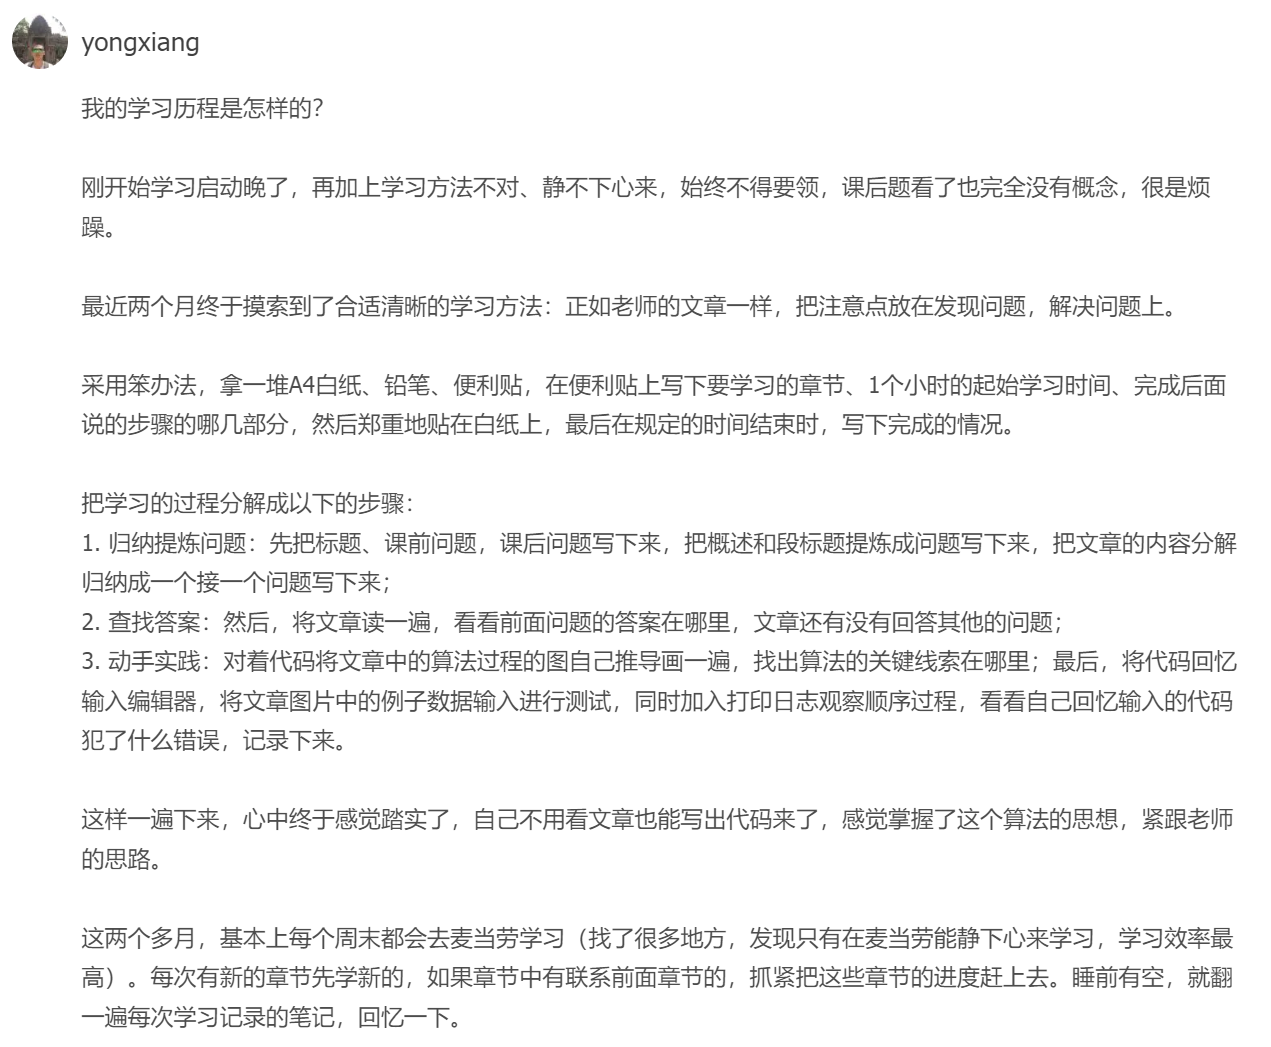 yongxiang
我的学习历程是怎样的？
刚开始学习启动晚了，再加上学习方法不对、静不下心来，始终不得要领，课后题看了也完全没有概念，很是烦
躁。
最近两个月终于摸索到了合适清晰的学习方法：正如老师的文章一样，把注意点放在发现问题，解决问题上。
采用笨办法，拿一堆A4白纸、铅笔、便利贴，在便利贴上写下要学习的章节、1个小时的起始学习时间、完成后面
说的步骤的哪几部分，然后郑重地贴在白纸上，最后在规定的时间结束时，写下完成的情况。
把学习的过程分解成以下的步骤：
1. 归纳提炼问题：先把标题、课前问题，课后问题写下来，把概述和段标题提炼成问题写下来，把文章的内容分解
归纳成一个接一个问题写下来；
2. 查找答案：然后，将文章读一遍，看看前面问题的答案在哪里，文章还有没有回答其他的问题；
3. 动手实践：对着代码将文章中的算法过程的图自己推导画一遍，找出算法的关键线索在哪里；最后，将代码回忆
输入编辑器，将文章图片中的例子数据输入进行测试，同时加入打印日志观察顺序过程，看看自己回忆输入的代码
犯了什么错误，记录下来。
这样一遍下来，心中终于感觉踏实了，自己不用看文章也能写出代码来了，感觉掌握了这个算法的思想，紧跟老师
的思路。
这两个多月，基本上每个周末都会去麦当劳学习（找了很多地方，发现只有在麦当劳能静下心来学习，学习效率最
高）。每次有新的章节先学新的，如果章节中有联系前面章节的，抓紧把这些章节的进度赶上去。睡前有空，就翻
一遍每次学习记录的笔记，回忆一下。